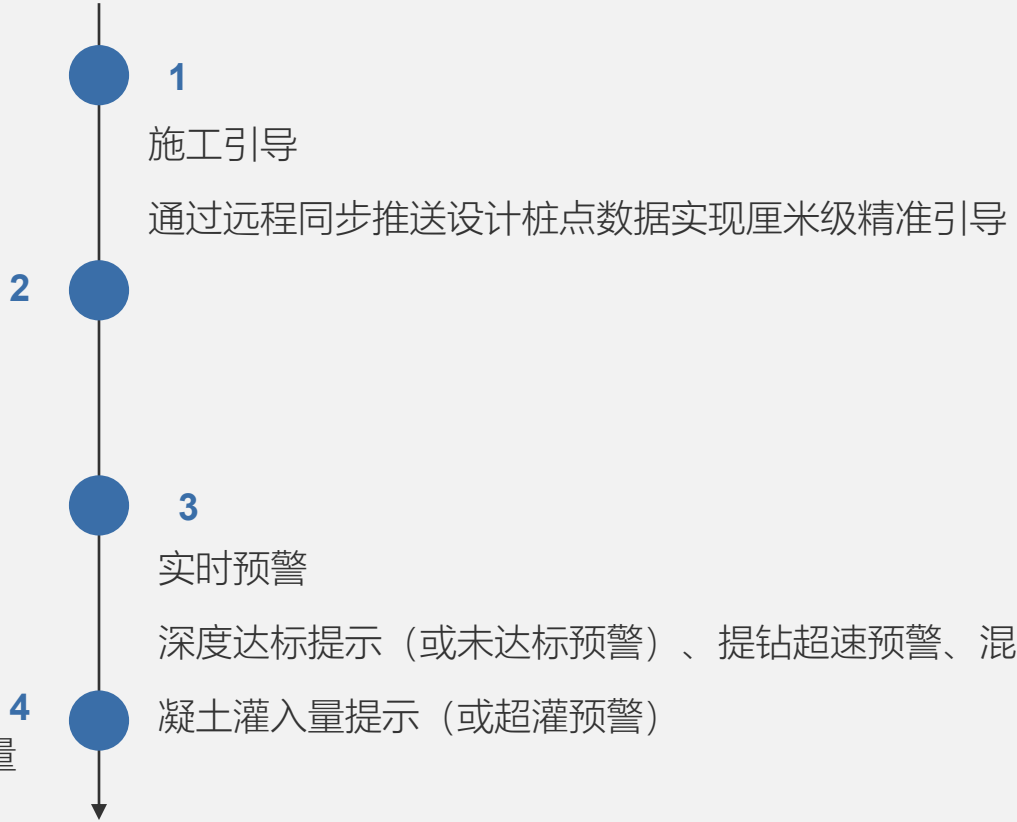 1
施工引导
通过远程同步推送设计桩点数据实现厘米级精准引导
2
3
实时预警
深度达标提示（或未达标预警）、提钻超速预警、混
凝土灌入量提示（或超灌预警）
4
量